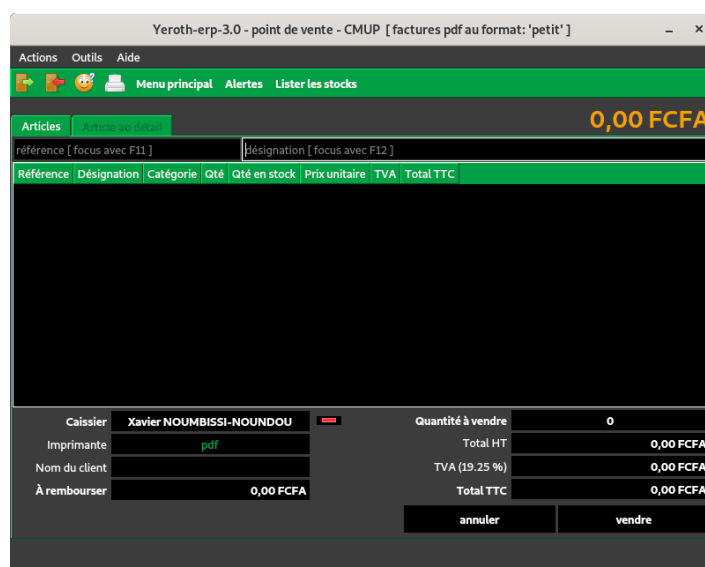 Yeroth-erp-3.0 - point de vente - CMUP [ factures pdf au format: 'petit' ]
Actions Outils Aide
Menu principal Alertes Lister les stocks
0,00 FCFA
Articles Article au détail
référence [ focus avec F11 ] désignation [ focus avec F12 ]
Référence Désignation Catégorie Qté Qté en stock Prix unitaire TVA Total TTC
Caissier Xavier NOUMBISSI-NOUNDOU Quantité à vendre 0
Imprimante pdf Total HT 0,00 FCFA
Nom du client TVA (19.25 %) 0,00 FCFA
À rembourser 0,00 FCFA Total TTC 0,00 FCFA
annuler vendre